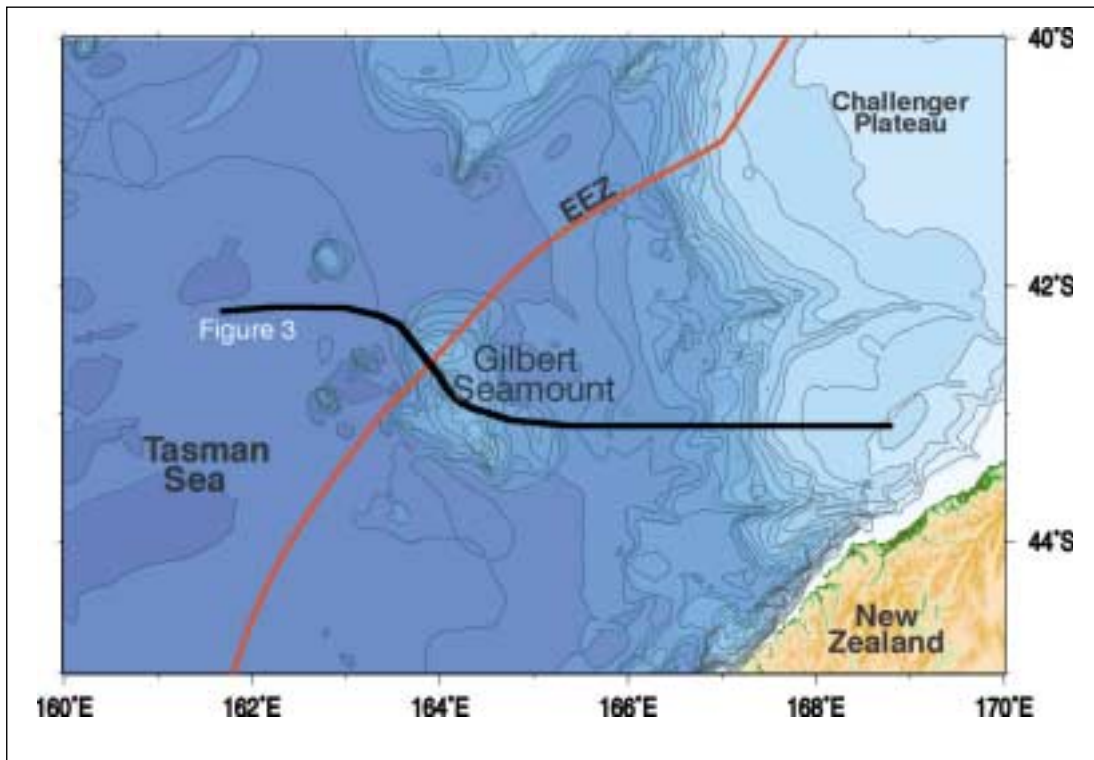 40°S
Challenger
Plateau
EEZ
42°S
Figure 3
Gilbert
Seamount
Tasman
Sea
44°S
New
Zealand
160°E
162°E
164°E
166°E
168°E
170°E